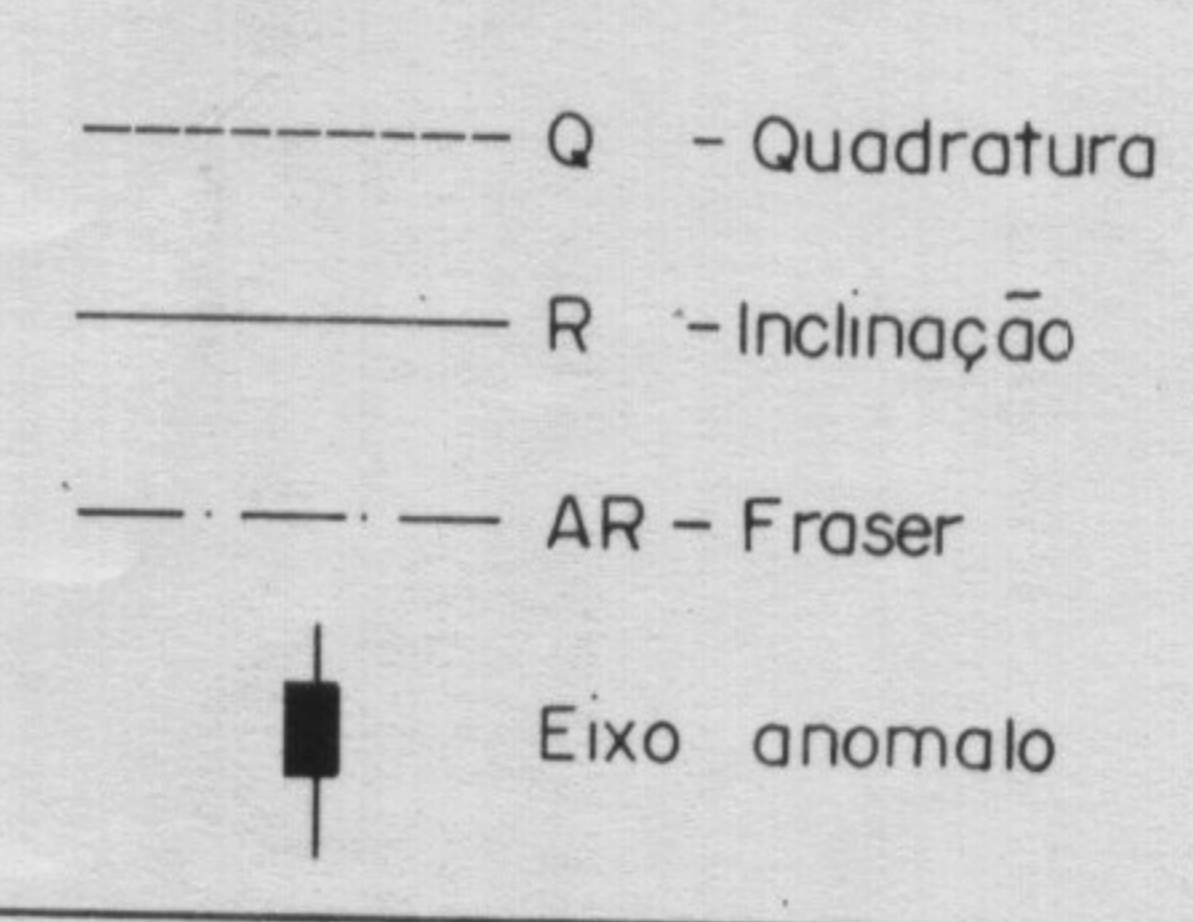 Q - Quadratura
R - Inclinação
AR - Fraser
Eixo anomalo